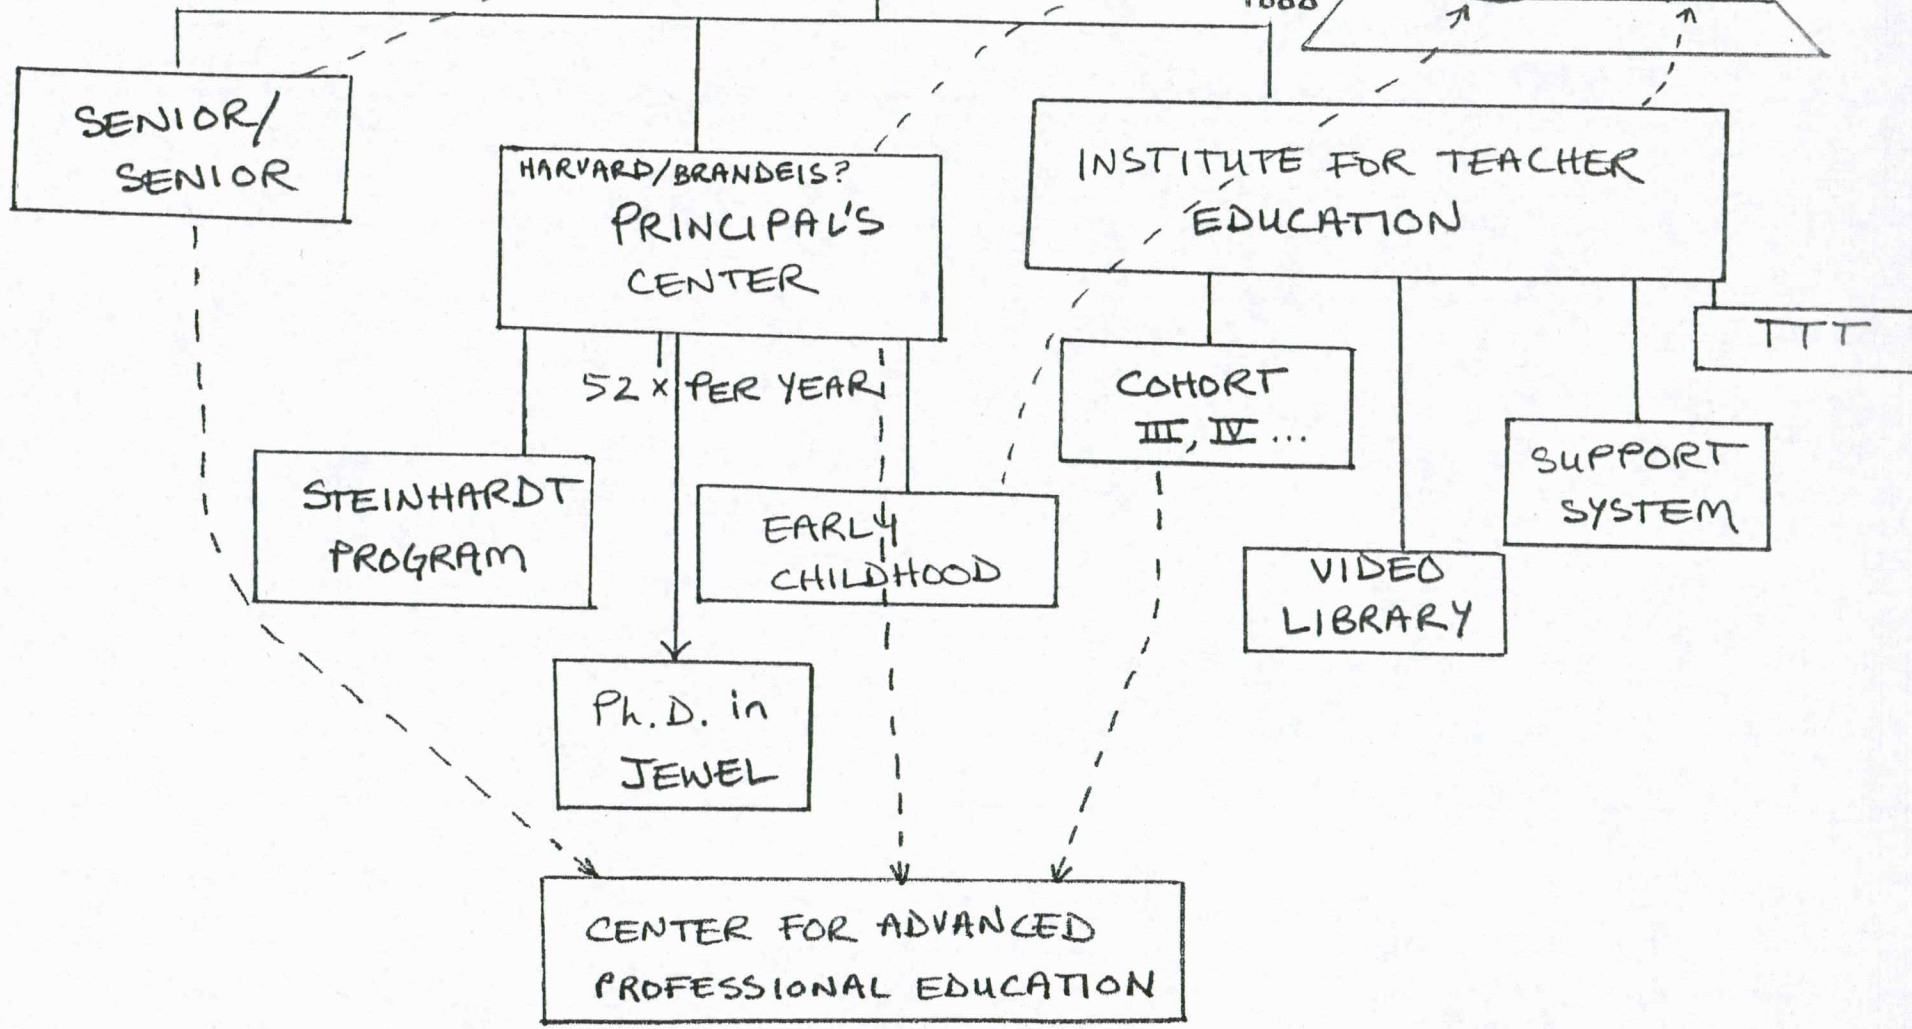 SENIOR/
SENIOR
HARVARD/BRANDEIS?
PRINCIPAL'S
CENTER
INSTITUTE FOR TEACHER
EDUCATION
TTT
52 x PER YEAR
COHORT
III, IV ...
SUPPORT
SYSTEM
STEINHARDT
PROGRAM
EARLY
CHILDHOOD
VIDEO
LIBRARY
Ph.D. in
JEWEL
CENTER FOR ADVANCED
PROFESSIONAL EDUCATION